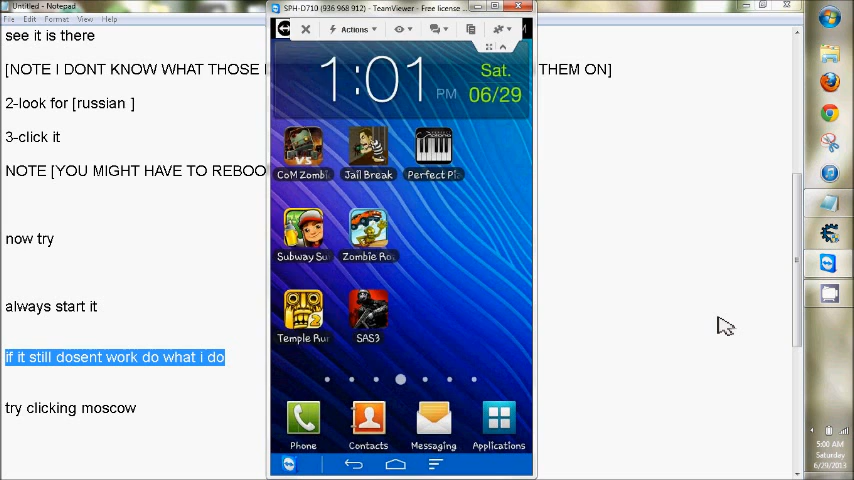 Untitled - Notepad
File Edit Format View Help
see it is there
[NOTE I DONT KNOW WHAT THOSE
THEM ON]
2-look for [russian ]
3-click it
NOTE [YOU MIGHT HAVE TO REBOO
now try
always start it
if it still dosent work do what i do
try clicking moscow
SPH-D710 (936 968 912) - TeamViewer - Free license ...
Actions
1:01 PM
Sat.
06/29
CoM Zombi
Jail Break
Perfect Pia
Subway Su
Zombie Roa
Temple Run
SAS3
Phone
Contacts
Messaging
Applications
5:00 AM
Saturday
6/29/2013